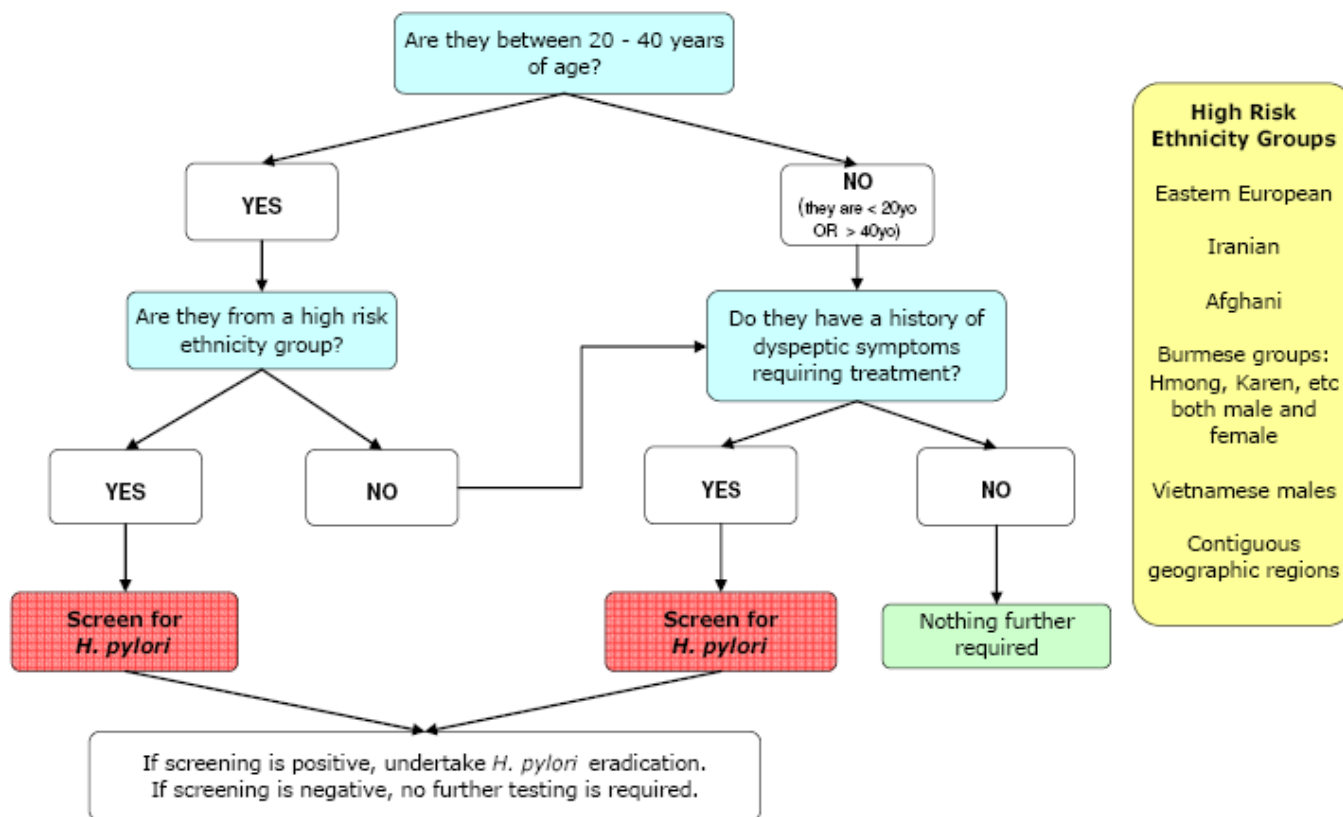 Are they between 20 - 40 years
of age?
YES
NO
(they are < 20yo
OR > 40yo)
Are they from a high risk
ethnicity group?
Do they have a history of
dyspeptic symptoms
requiring treatment?
YES
NO
YES
NO
Screen for
H. pylori
Screen for
H. pylori
Nothing further
required
If screening is positive, undertake H. pylori eradication.
If screening is negative, no further testing is required.
High Risk
Ethnicity Groups
Eastern European
Iranian
Afghani
Burmese groups:
Hmong, Karen, etc
both male and
female
Vietnamese males
Contiguous
geographic regions